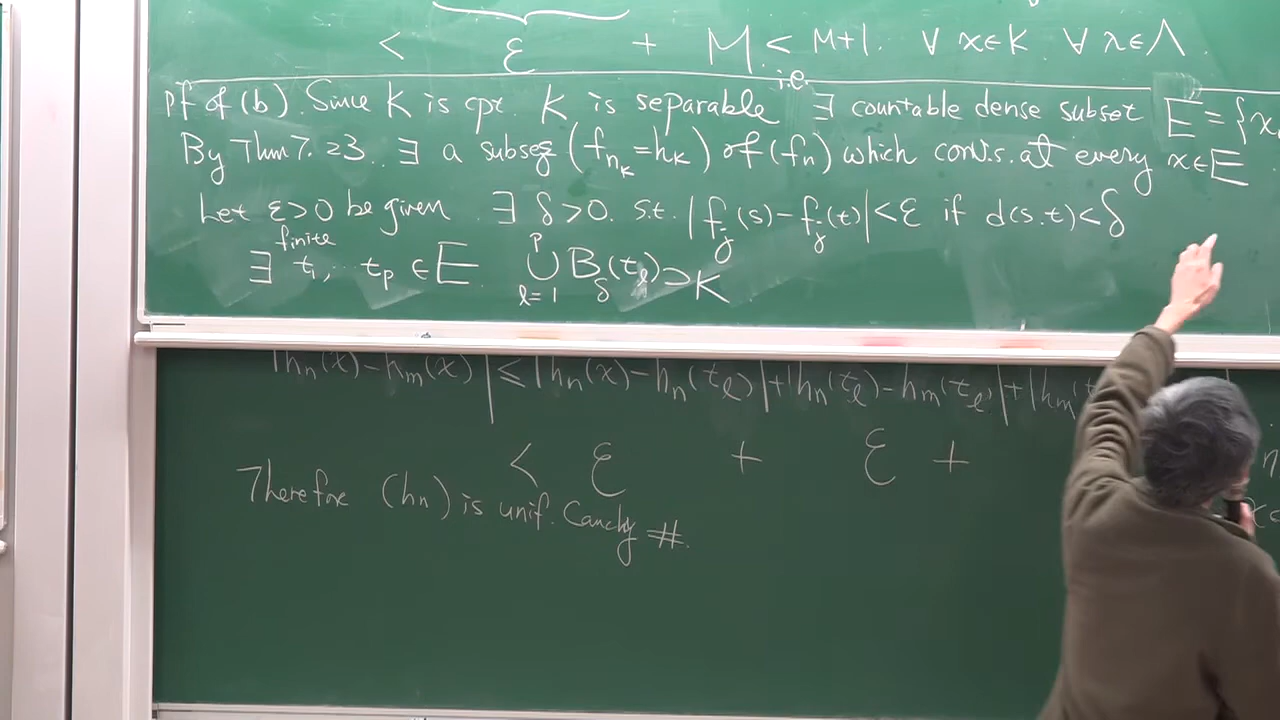 < ε + M < M+1. ∀ x∈K ∀ λ∈Λ.
i.e.
pf of (b). Since K is cpt. K is separable ∃ countable dense subset E = {x
By Thm 7.23. ∃ a subseq (f_{n_k} = h_k) of (f_n) which conv.s. at every x∈E.
Let ε>0 be given. ∃ δ>0. s.t. |f_j(s) - f_j(t)| < ε if d(s.t) < δ
finite
∃ t_1, ... t_p ∈ E. ∪_{l=1}^{p} B_δ(t_l) ⊃ K
|h_n(x) - h_m(x)| ≤ |h_n(x) - h_n(t_l)| + |h_n(t_l) - h_m(t_l)| + |h_m(t
< ε + ε +
Therefore (h_n) is unif. Cauchy #.